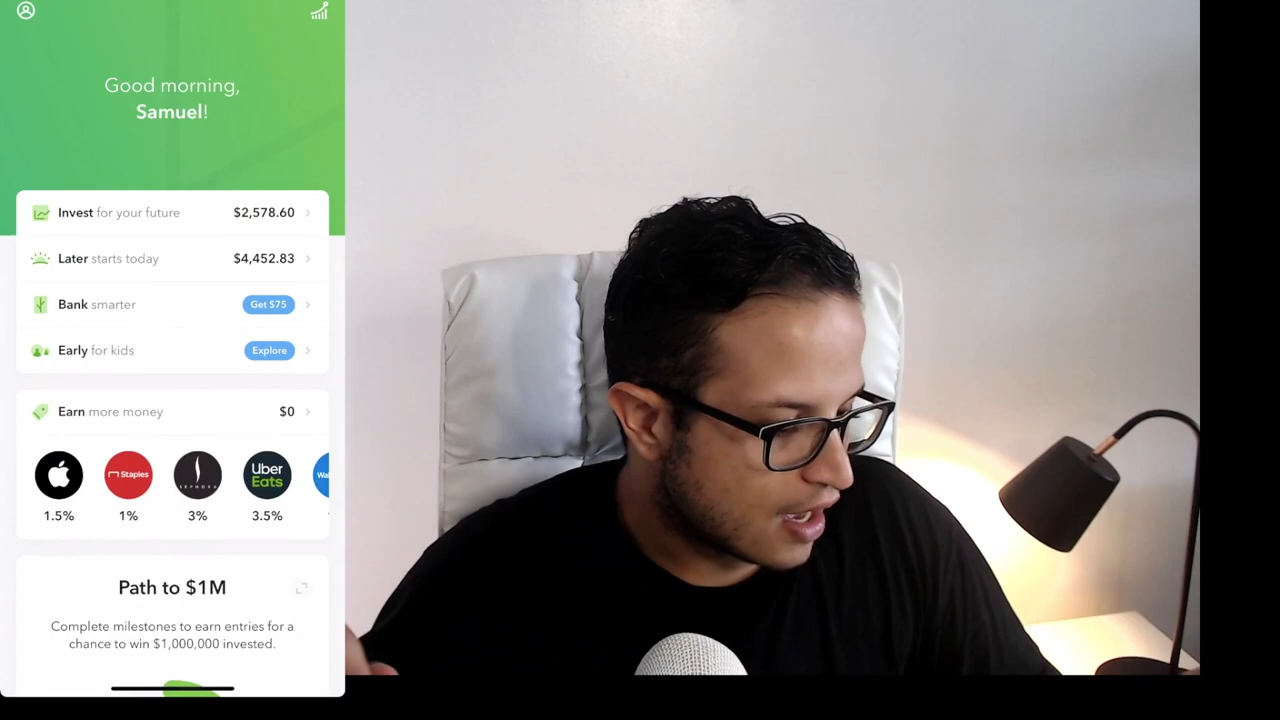 Good morning,
Samuel!
Invest for your future $2,578.60
Later starts today $4,452.83
Bank smarter Get $75
Early for kids Explore
Earn more money $0
Staples SEPHORA Uber Eats
1.5% 1% 3% 3.5%
Path to $1M
Complete milestones to earn entries for a
chance to win $1,000,000 invested.